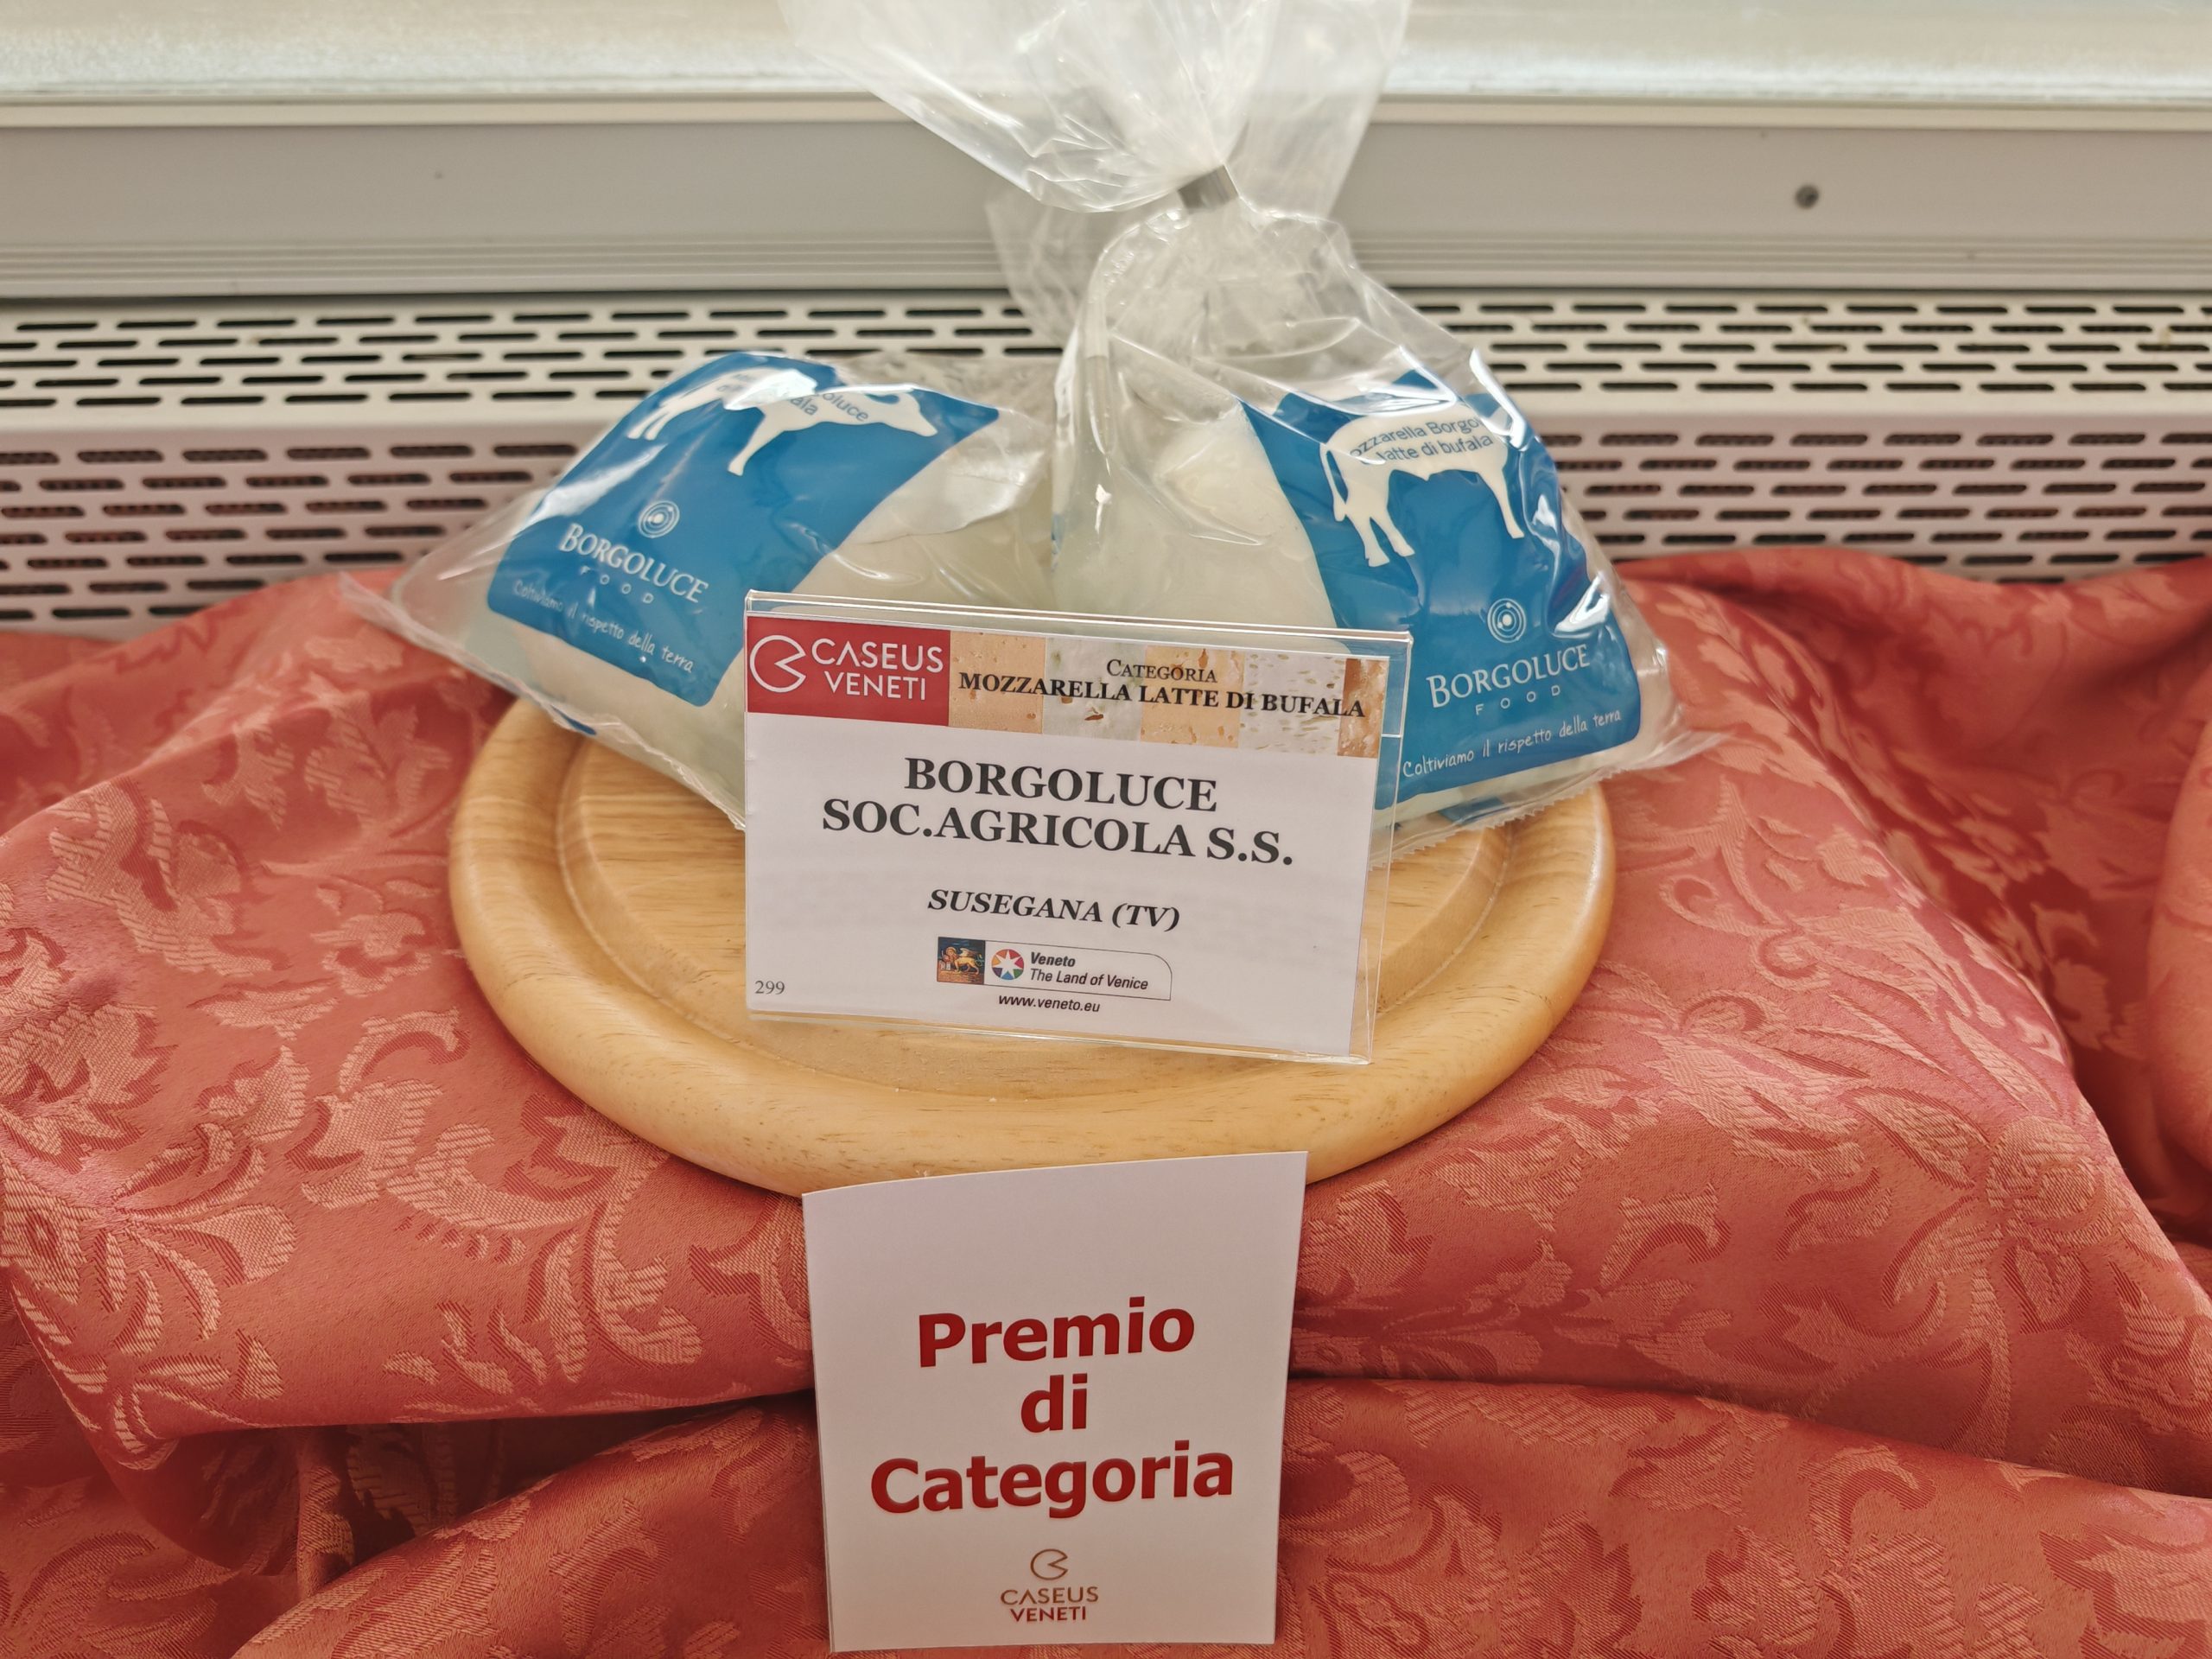 oluce
BORGOLUCE
FOOD
Coltiviamo il rispetto della terra
latte di bufala
BORGOLUCE
FOOD
Coltiviamo il rispetto della terra
CASEUS
VENETI
CATEGORIA
MOZZARELLA LATTE DI BUFALA
BORGOLUCE
SOC.AGRICOLA S.S.
SUSEGANA (TV)
Veneto
The Land of Venice
www.veneto.eu
299
Premio
di
Categoria
CASEUS
VENETI